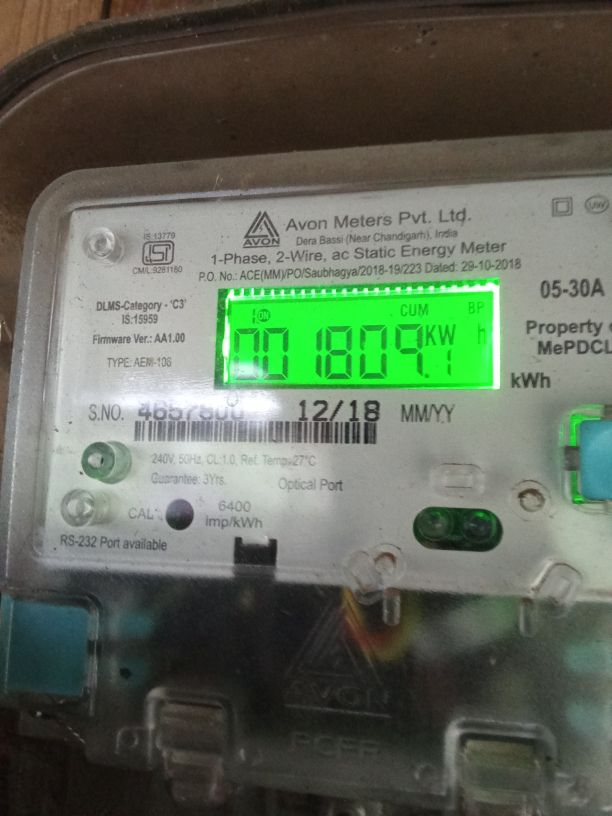 IS:13779
ISI
CM/L:9281180
AVON
Avon Meters Pvt. Ltd.
Dera Bassi (Near Chandigarh), India
1-Phase, 2-Wire, ac Static Energy Meter
P.O. No.: ACE(MM)/PO/Saubhagya/2018-19/223 Dated: 29-10-2018
DLMS-Category - 'C3'
IS:15959
Firmware Ver.: AA1.00
TYPE: AEM-106
CUM BP
001809.1 KW h
kWh
05-30A
Property
MePDCL
S.NO. 12/18 MM/YY
240V, 50Hz, CL:1.0, Ref. Temp.-27°C
Guarantee: 3Yrs. Optical Port
CAL 6400
imp/kWh
RS-232 Port available
AVON